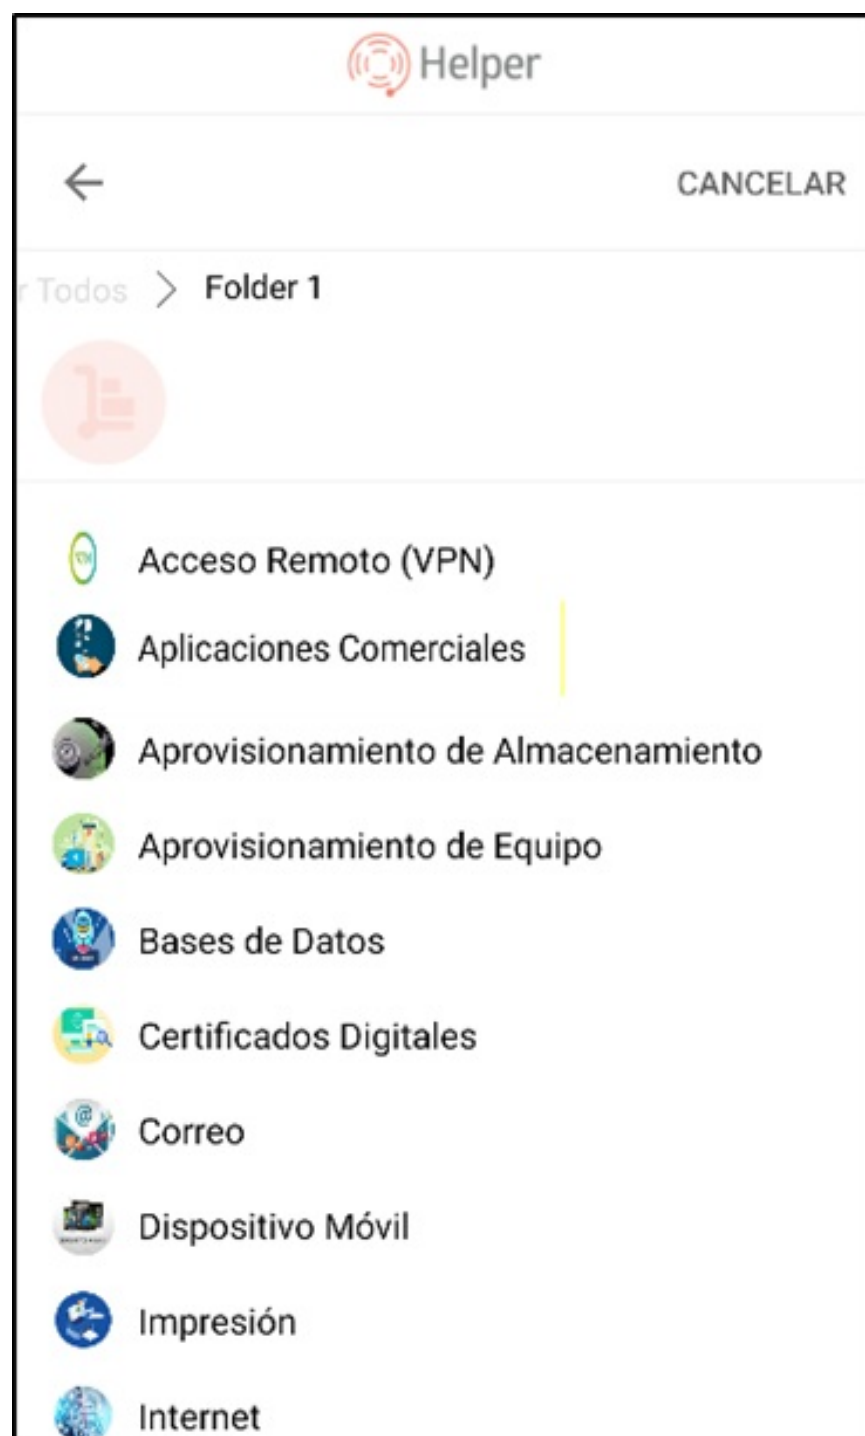 Helper
CANCELAR
r Todos > Folder 1
Acceso Remoto (VPN)
Aplicaciones Comerciales
Aprovisionamiento de Almacenamiento
Aprovisionamiento de Equipo
Bases de Datos
Certificados Digitales
Correo
Dispositivo Móvil
Impresión
Internet